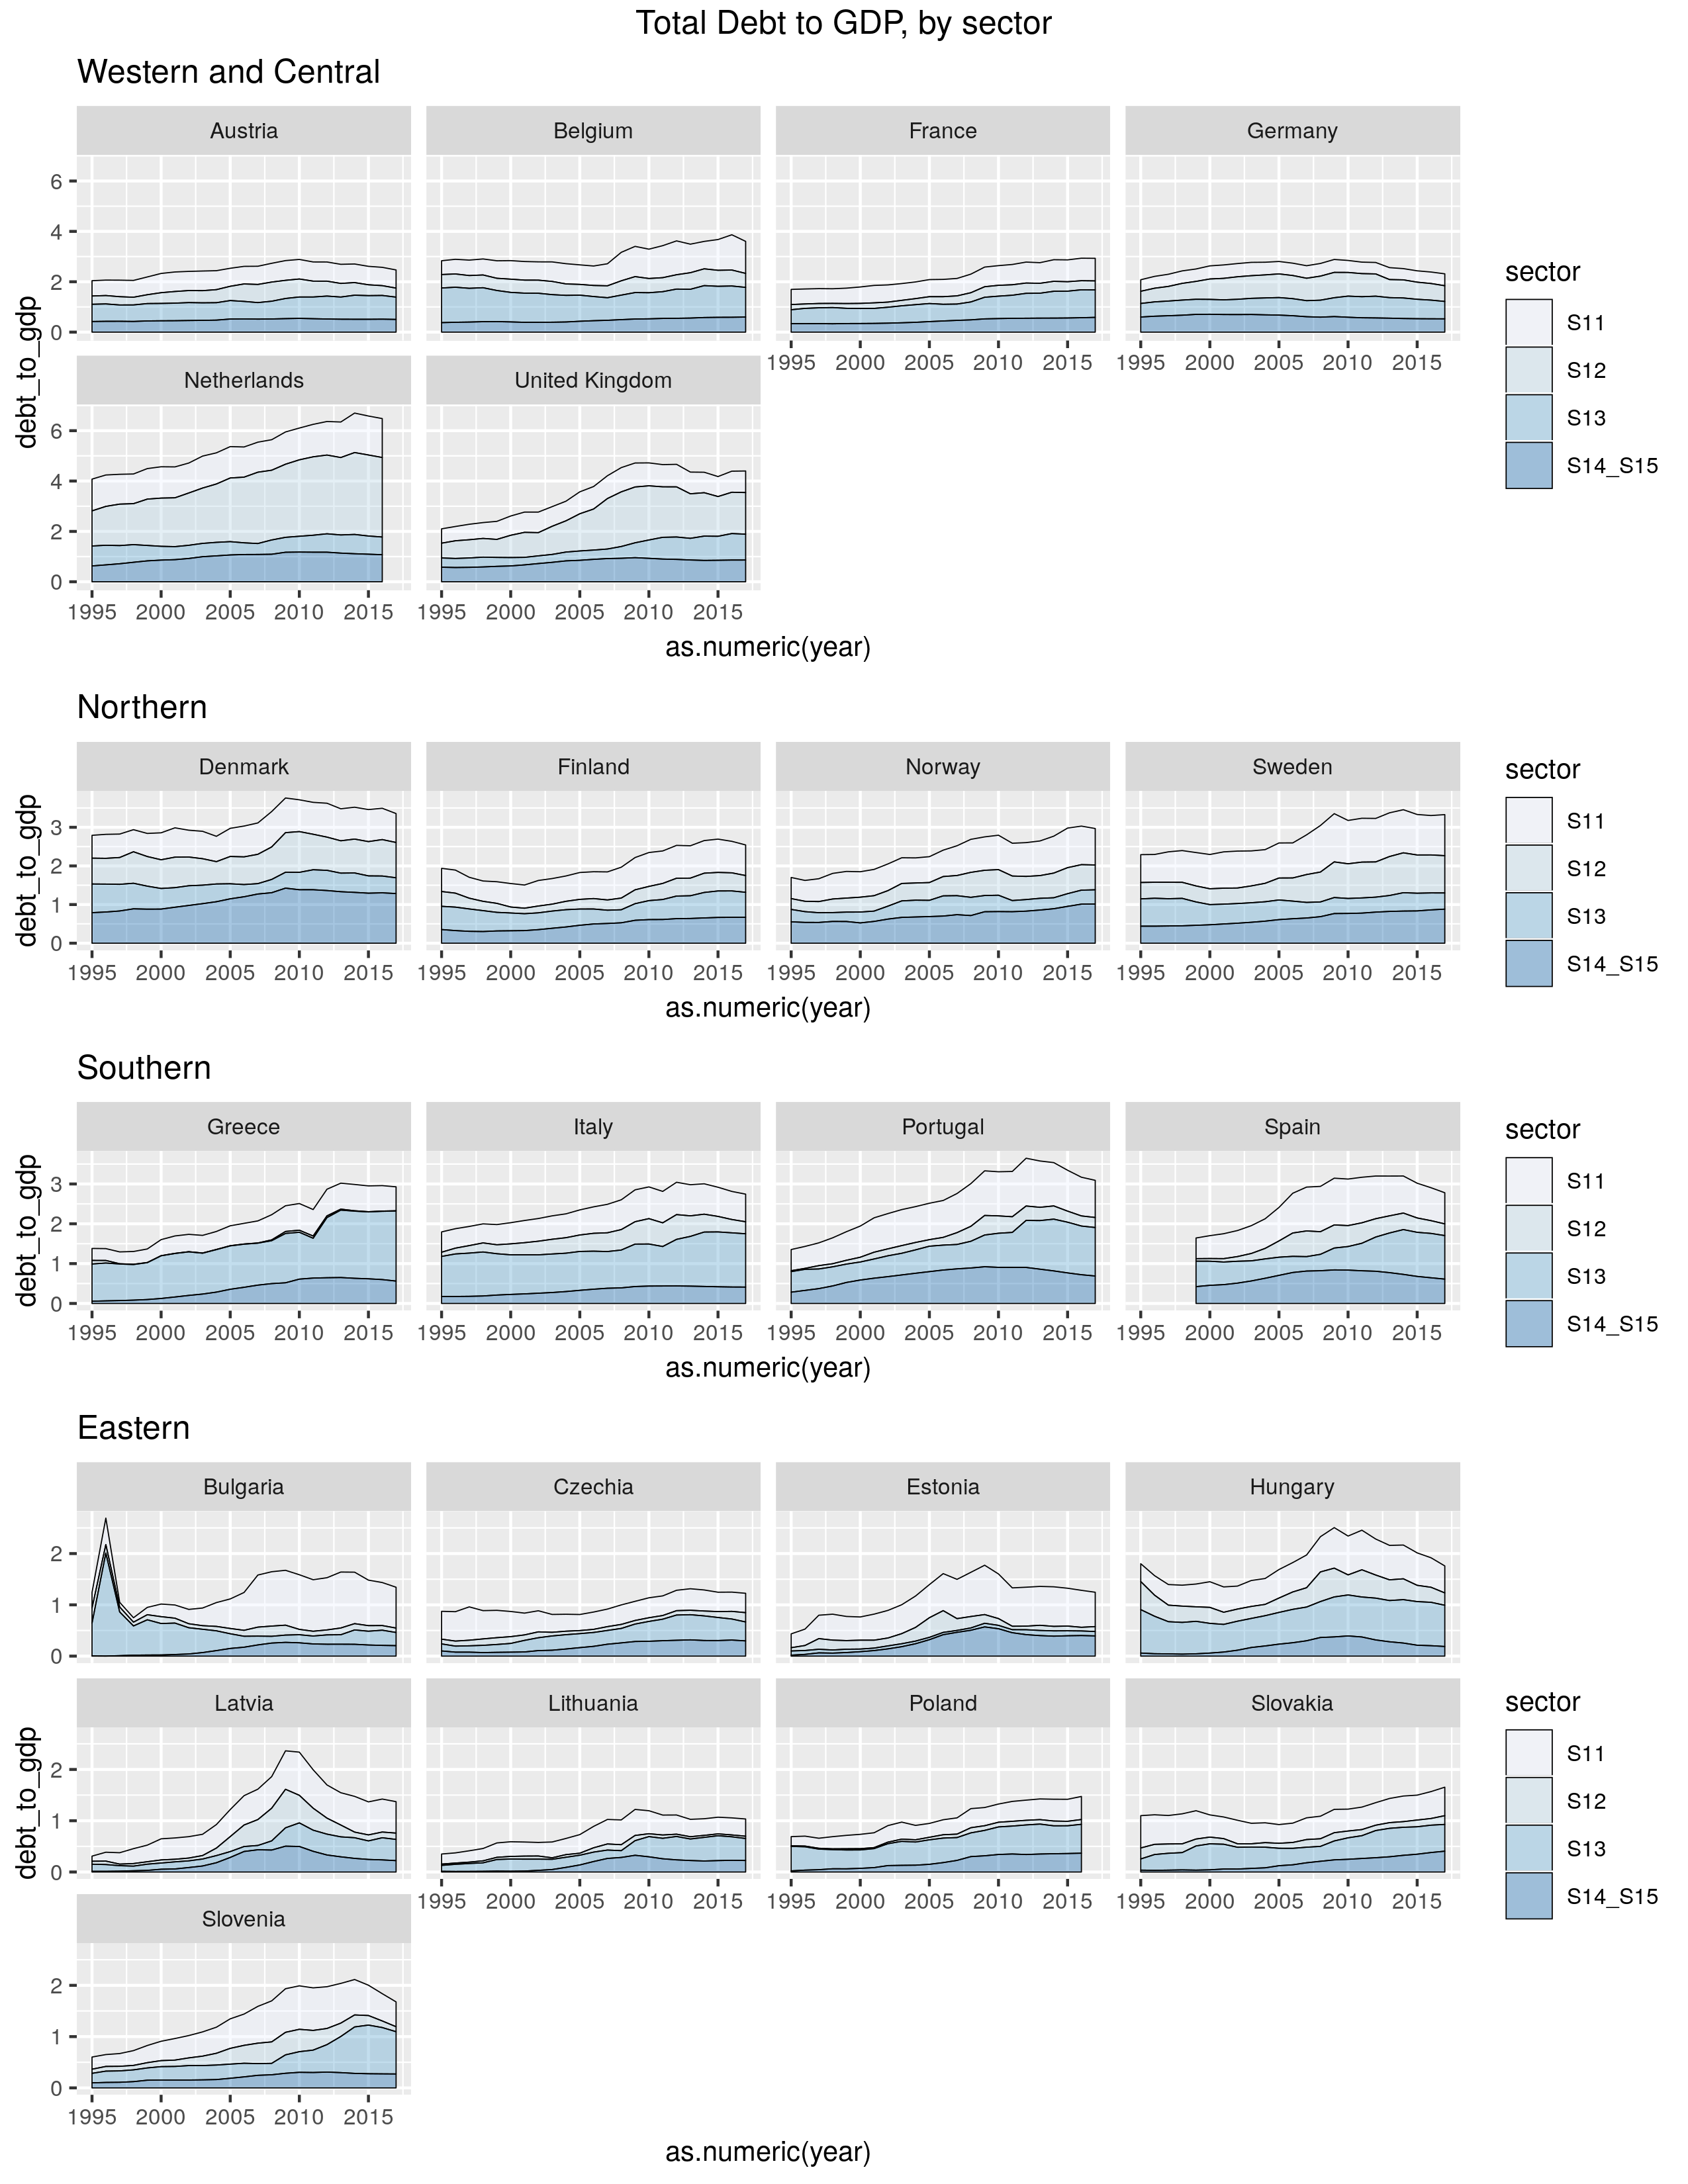 Total Debt to GDP, by sector
Western and Central
Austria Belgium France Germany
6
4
2
0
1995 2000 2005 2010 2015 1995 2000 2005 2010 2015
Netherlands United Kingdom
6
4
2
0
1995 2000 2005 2010 2015 1995 2000 2005 2010 2015
debt_to_gdp
as.numeric(year)
sector
S11
S12
S13
S14_S15
Northern
Denmark Finland Norway Sweden
3
2
1
0
1995 2000 2005 2010 2015 1995 2000 2005 2010 2015 1995 2000 2005 2010 2015 1995 2000 2005 2010 2015
debt_to_gdp
as.numeric(year)
sector
S11
S12
S13
S14_S15
Southern
Greece Italy Portugal Spain
3
2
1
0
1995 2000 2005 2010 2015 1995 2000 2005 2010 2015 1995 2000 2005 2010 2015 1995 2000 2005 2010 2015
debt_to_gdp
as.numeric(year)
sector
S11
S12
S13
S14_S15
Eastern
Bulgaria Czechia Estonia Hungary
2
1
0
Latvia Lithuania Poland Slovakia
2
1
0
1995 2000 2005 2010 2015 1995 2000 2005 2010 2015 1995 2000 2005 2010 2015
Slovenia
2
1
0
1995 2000 2005 2010 2015
debt_to_gdp
as.numeric(year)
sector
S11
S12
S13
S14_S15